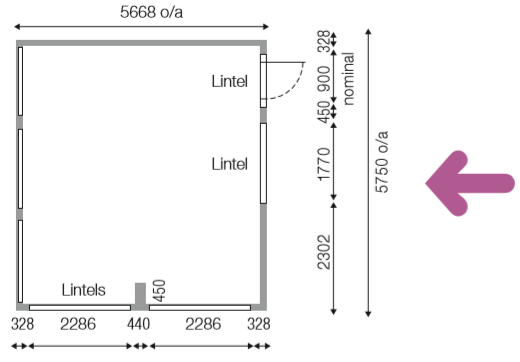 5668 o/a
328
nominal
900
Lintel
450
Lintel
1770
5750 o/a
2302
Lintels
450
328 2286 440 2286 328